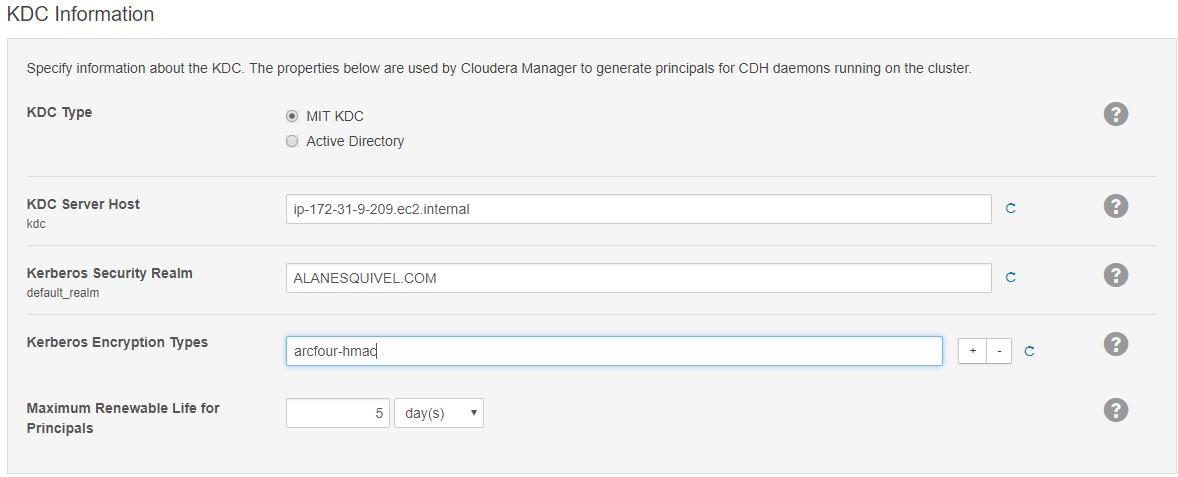 KDC Information
Specify information about the KDC. The properties below are used by Cloudera Manager to generate principals for CDH daemons running on the cluster.
KDC Type
MIT KDC
?
Active Directory
KDC Server Host
kdc
ip-172-31-9-209.ec2.internal
?
Kerberos Security Realm
default_realm
ALANESQUIVEL.COM
?
Kerberos Encryption Types
arcfour-hmac
+ -
?
Maximum Renewable Life for
Principals
5 day(s)
?